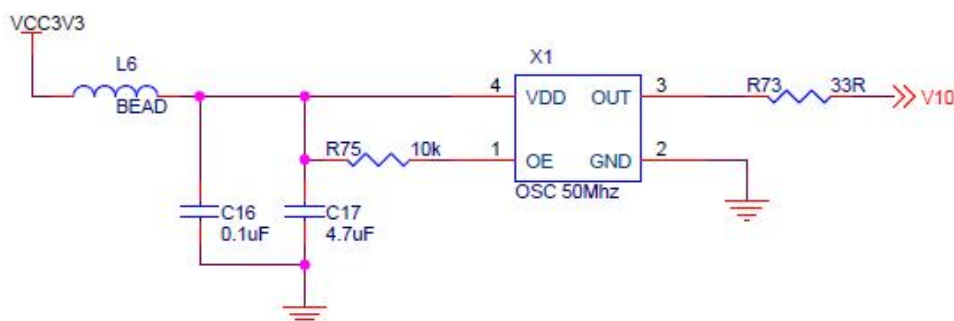 VCC3V3
L6
BEAD
X1
4
VDD
OUT
3
R73
33R
V10
R75
10k
1
OE
GND
2
OSC 50Mhz
C16
0.1uF
C17
4.7uF